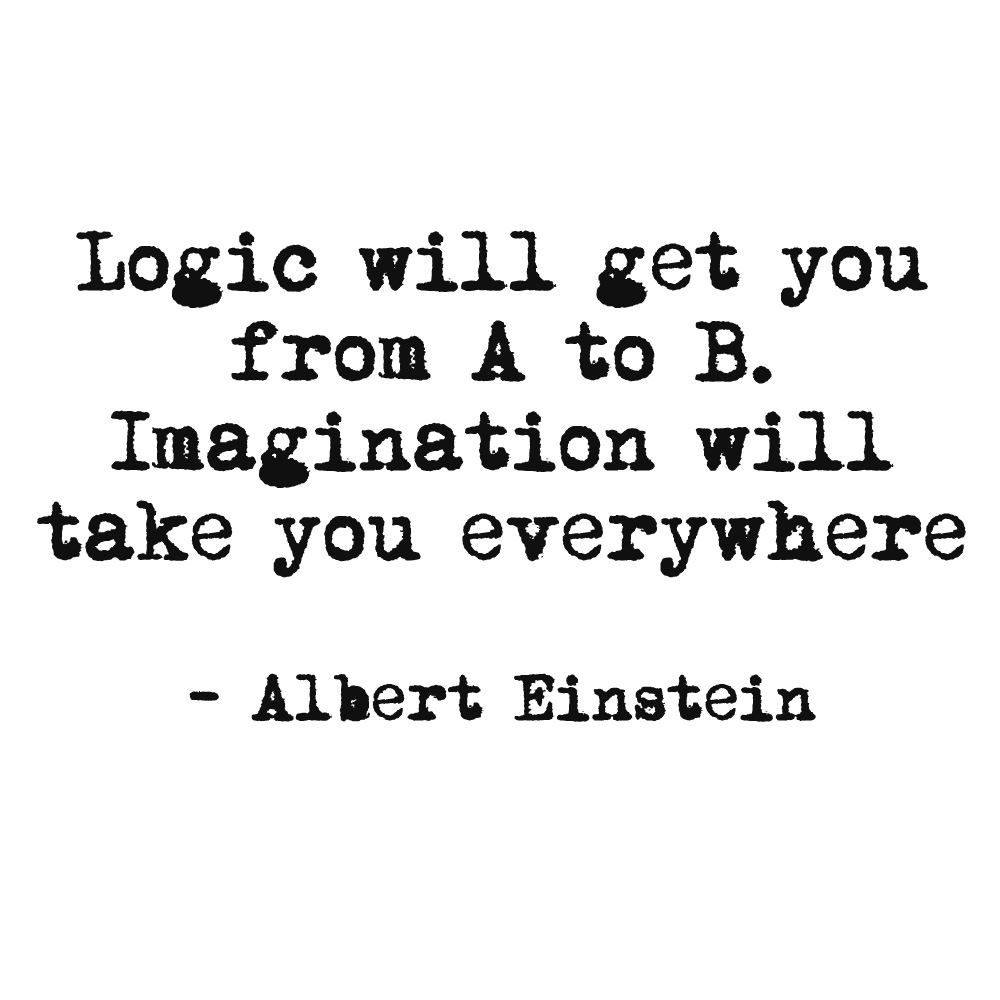 Logic will get you
from A to B.
Imagination will
take you everywhere
- Albert Einstein